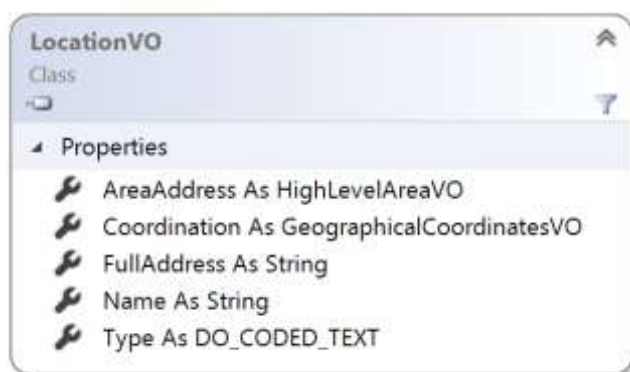 LocationVO
Class
Properties
AreaAddress As HighLevelAreaVO
Coordination As GeographicalCoordinatesVO
FullAddress As String
Name As String
Type As DO_CODED_TEXT